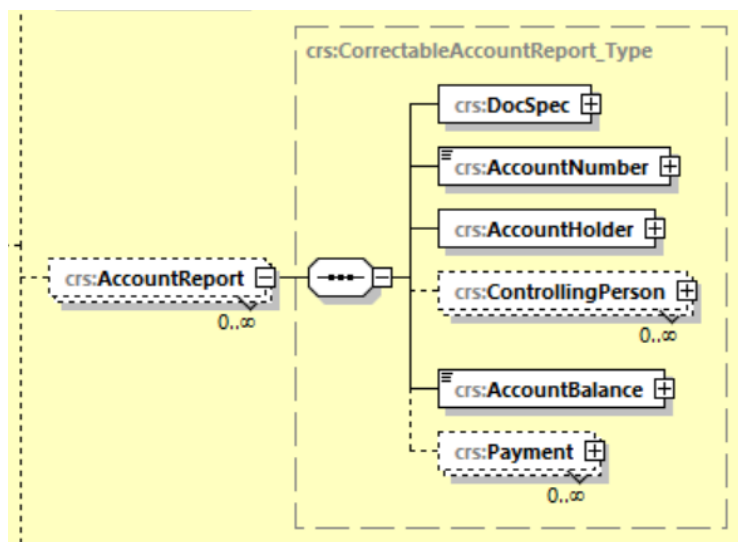 crs:CorrectableAccountReport_Type
crs:DocSpec
crs:AccountNumber
crs:AccountHolder
crs:AccountReport
0..∞
crs:ControllingPerson
0..∞
crs:AccountBalance
crs:Payment
0..∞